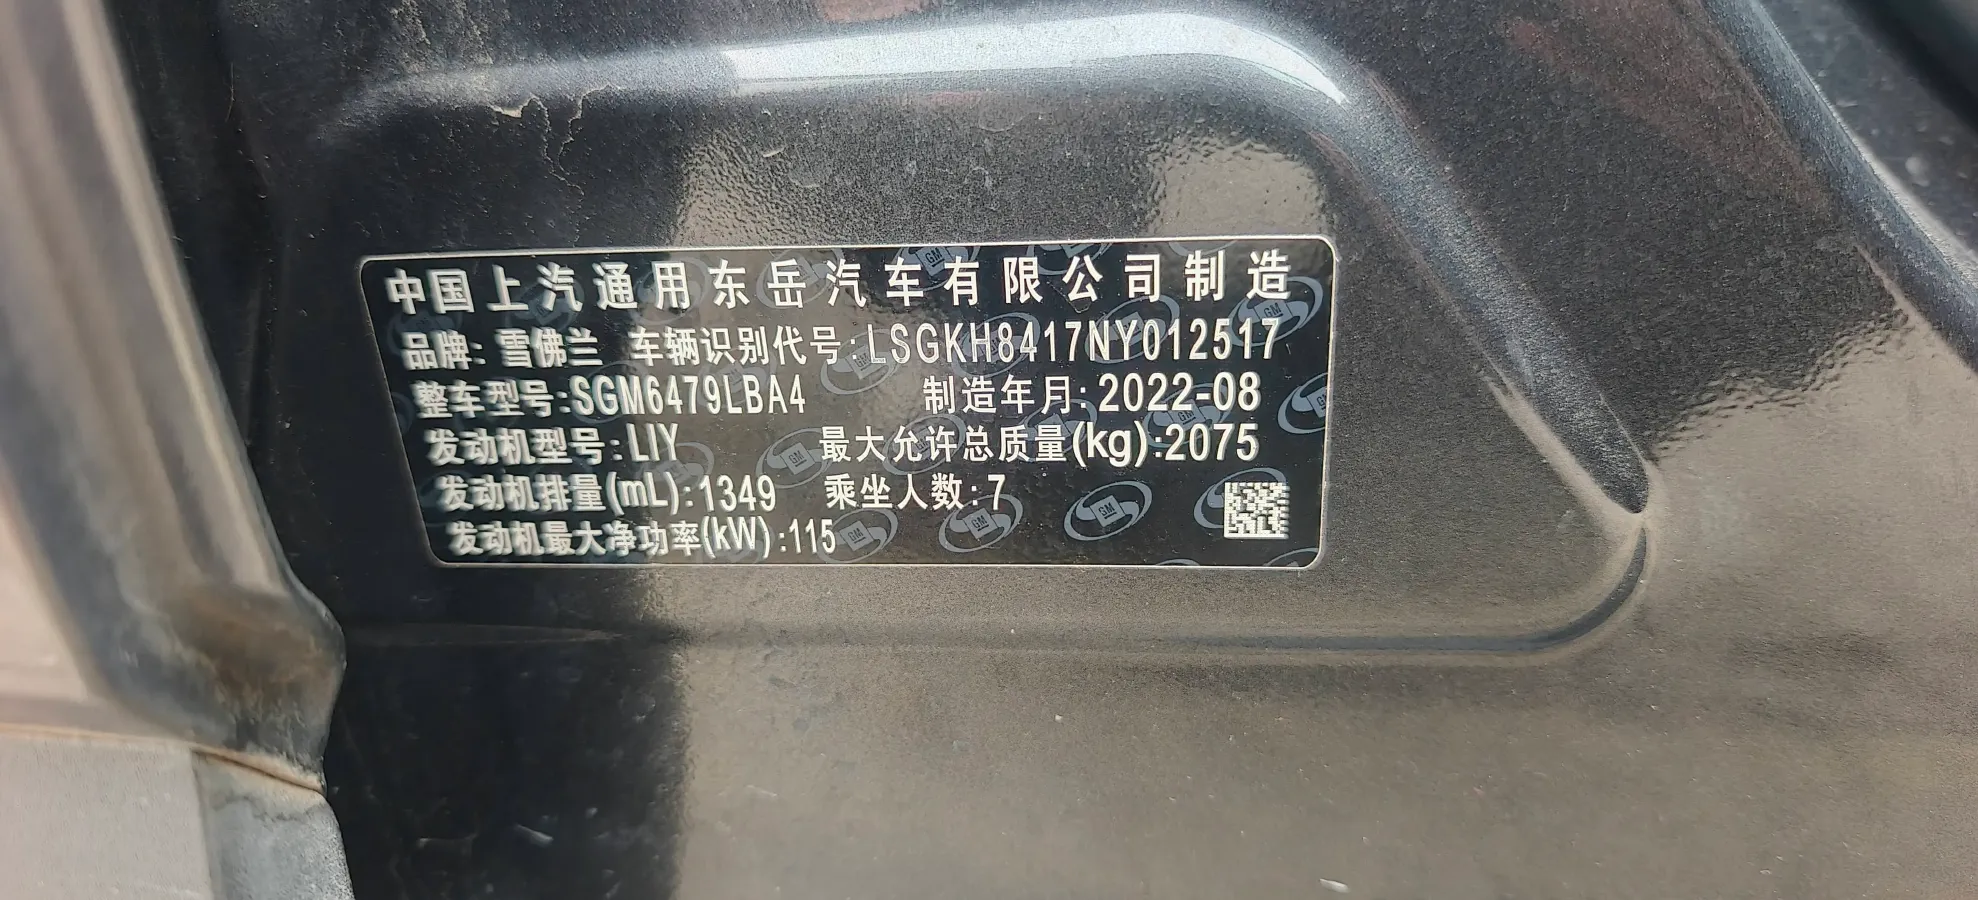 中国上汽通用东岳汽车有限公司制造
品牌: 雪佛兰 车辆识别代号: LSGKH8417NY012517
整车型号:SGM6479LBA4 制造年月: 2022-08
发动机型号:LIY 最大允许总质量(kg):2075
发动机排量(mL):1349 乘坐人数:7
发动机最大净功率(kW):115